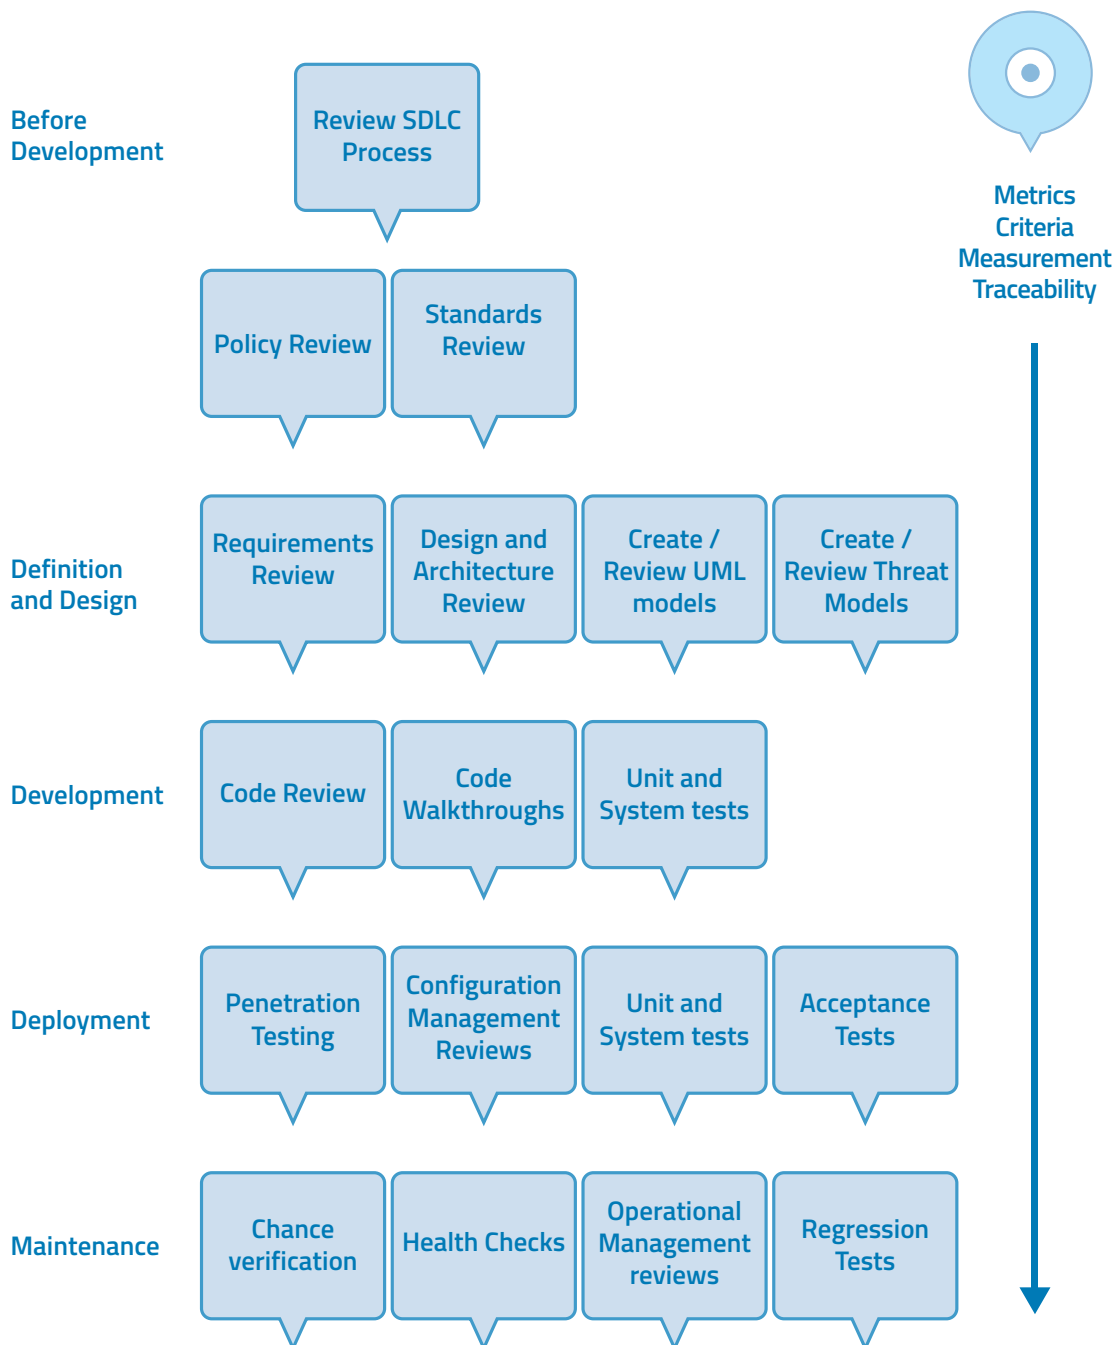 Before
Development
Review SDLC
Process
Metrics
Criteria
Measurement
Traceability
Policy Review
Standards
Review
Definition
and Design
Requirements
Review
Design and
Architecture
Review
Create /
Review UML
models
Create /
Review Threat
Models
Development
Code Review
Code
Walkthroughs
Unit and
System tests
Deployment
Penetration
Testing
Configuration
Management
Reviews
Unit and
System tests
Acceptance
Tests
Maintenance
Chance
verification
Health Checks
Operational
Management
reviews
Regression
Tests